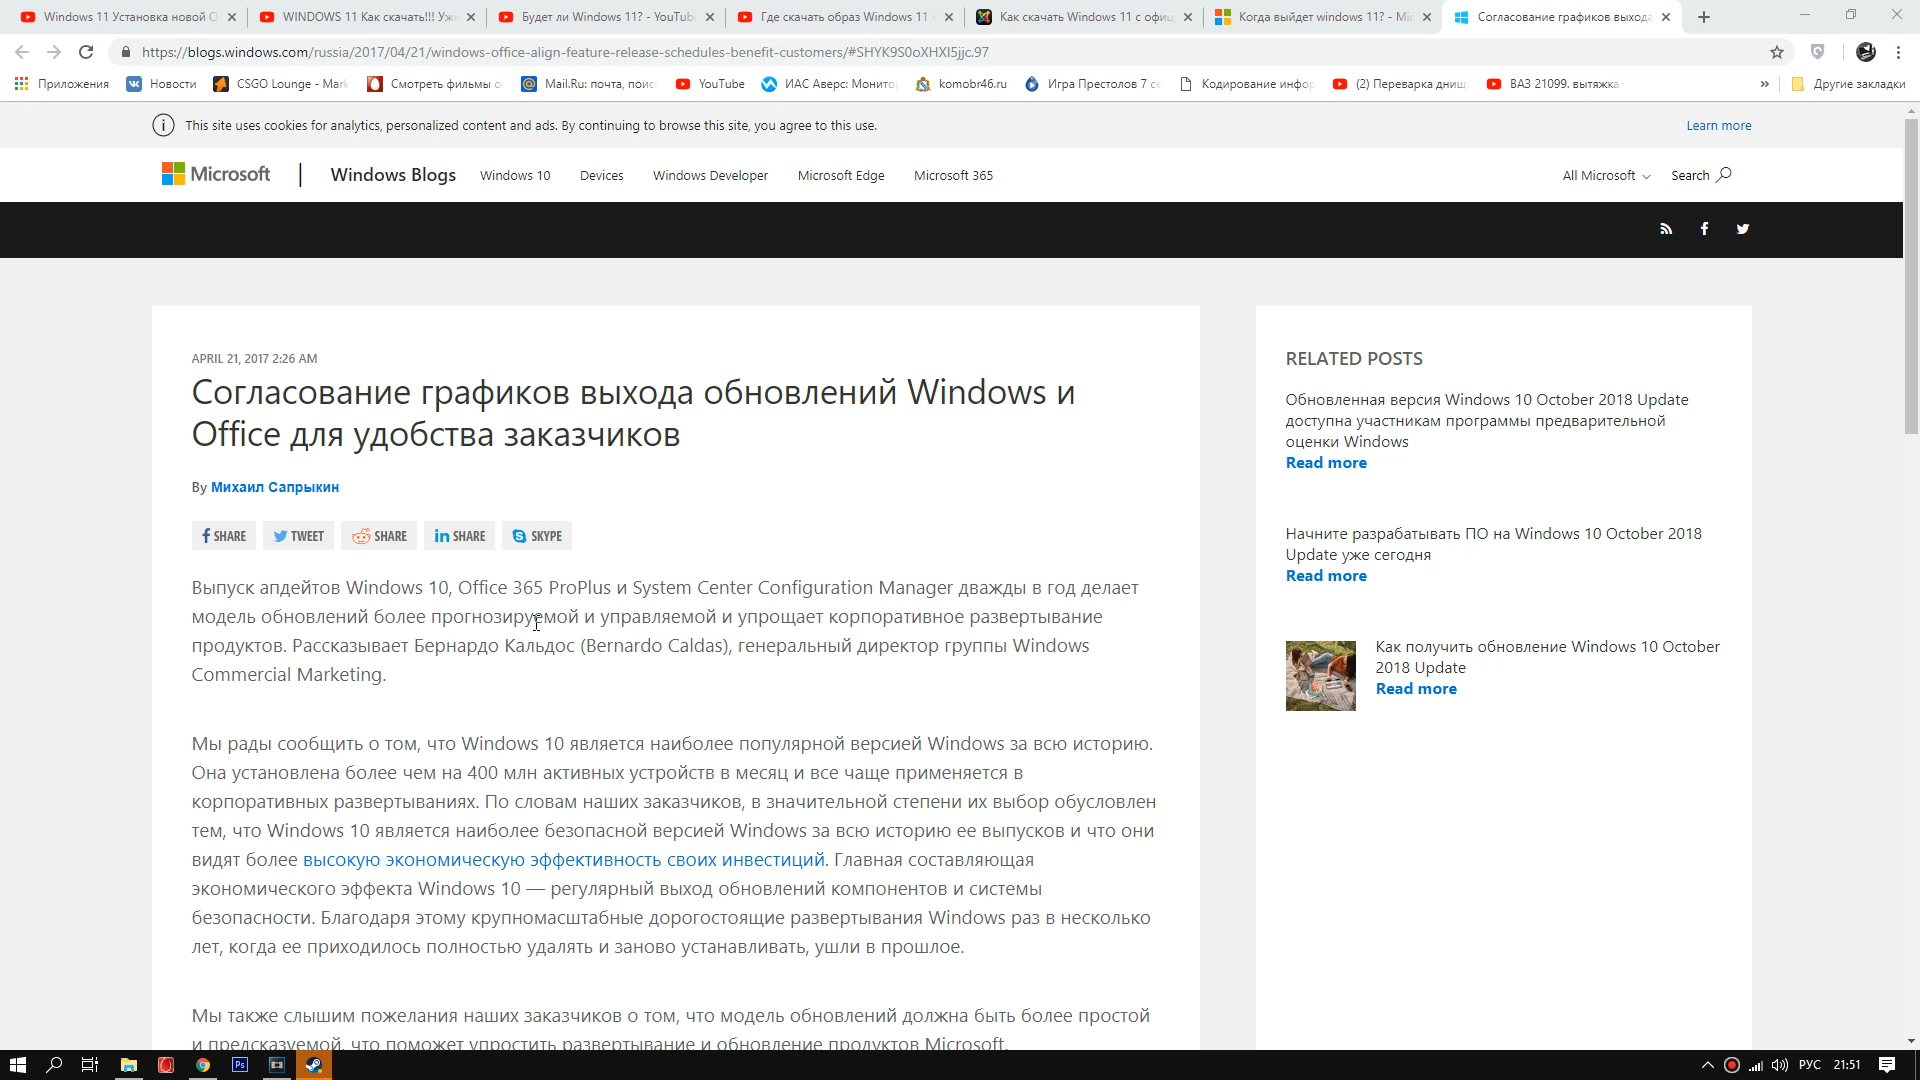 Windows 11 Установка новой О
WINDOWS 11 Как скачать!!! Уже
Будет ли Windows 11? - YouTube
Где скачать образ Windows 11
Как скачать Windows 11 с офиц
Когда выйдет windows 11? - Mic
Согласование графиков выхода
https://blogs.windows.com/russia/2017/04/21/windows-office-align-feature-release-schedules-benefit-customers/#SHYK9S0oXHXI5jjc.97
Приложения
Новости
CSGO Lounge - Mark
Смотреть фильмы о
Mail.Ru: почта, поис
YouTube
ИАС Аверс: Монито
komobr46.ru
Игра Престолов 7 се
Кодирование инфор
(2) Переварка днищ
ВАЗ 21099. вытяжка
»
Другие закладки
This site uses cookies for analytics, personalized content and ads. By continuing to browse this site, you agree to this use.
Learn more
Microsoft
Windows Blogs
Windows 10
Devices
Windows Developer
Microsoft Edge
Microsoft 365
All Microsoft
Search
APRIL 21, 2017 2:26 AM
Согласование графиков выхода обновлений Windows и
Office для удобства заказчиков
By Михаил Сапрыкин
SHARE
TWEET
SHARE
in SHARE
SKYPE
Выпуск апдейтов Windows 10, Office 365 ProPlus и System Center Configuration Manager дважды в год делает
модель обновлений более прогнозируемой и управляемой и упрощает корпоративное развертывание
продуктов. Рассказывает Бернардо Кальдос (Bernardo Caldas), генеральный директор группы Windows
Commercial Marketing.
Мы рады сообщить о том, что Windows 10 является наиболее популярной версией Windows за всю историю.
Она установлена более чем на 400 млн активных устройств в месяц и все чаще применяется в
корпоративных развертываниях. По словам наших заказчиков, в значительной степени их выбор обусловлен
тем, что Windows 10 является наиболее безопасной версией Windows за всю историю ее выпусков и что они
видят более высокую экономическую эффективность своих инвестиций. Главная составляющая
экономического эффекта Windows 10 — регулярный выход обновлений компонентов и системы
безопасности. Благодаря этому крупномасштабные дорогостоящие развертывания Windows раз в несколько
лет, когда ее приходилось полностью удалять и заново устанавливать, ушли в прошлое.
Мы также слышим пожелания наших заказчиков о том, что модель обновлений должна быть более простой
и предсказуемой, что поможет упростить развертывание и обновление продуктов Microsoft.
RELATED POSTS
Обновленная версия Windows 10 October 2018 Update
доступна участникам программы предварительной
оценки Windows
Read more
Начните разрабатывать ПО на Windows 10 October 2018
Update уже сегодня
Read more
Как получить обновление Windows 10 October
2018 Update
Read more
Ps
РУС
21:51